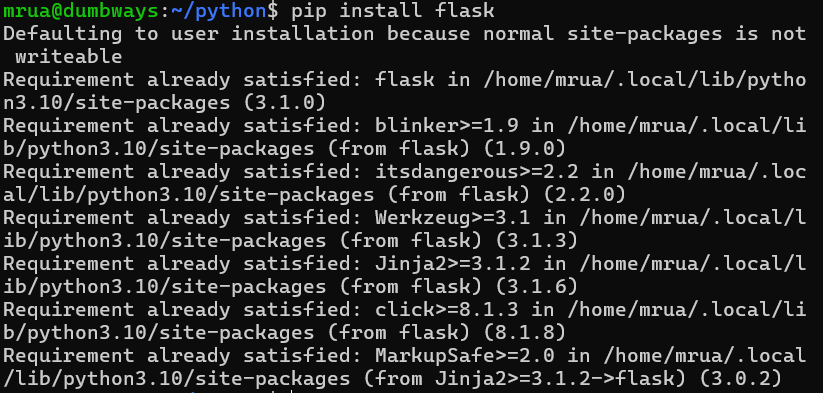 mrua@dumbways:~/python$ pip install flask
Defaulting to user installation because normal site-packages is not
 writeable
Requirement already satisfied: flask in /home/mrua/.local/lib/pytho
n3.10/site-packages (3.1.0)
Requirement already satisfied: blinker>=1.9 in /home/mrua/.local/li
b/python3.10/site-packages (from flask) (1.9.0)
Requirement already satisfied: itsdangerous>=2.2 in /home/mrua/.loc
al/lib/python3.10/site-packages (from flask) (2.2.0)
Requirement already satisfied: Werkzeug>=3.1 in /home/mrua/.local/l
ib/python3.10/site-packages (from flask) (3.1.3)
Requirement already satisfied: Jinja2>=3.1.2 in /home/mrua/.local/l
ib/python3.10/site-packages (from flask) (3.1.6)
Requirement already satisfied: click>=8.1.3 in /home/mrua/.local/li
b/python3.10/site-packages (from flask) (8.1.8)
Requirement already satisfied: MarkupSafe>=2.0 in /home/mrua/.local
/lib/python3.10/site-packages (from Jinja2>=3.1.2->flask) (3.0.2)